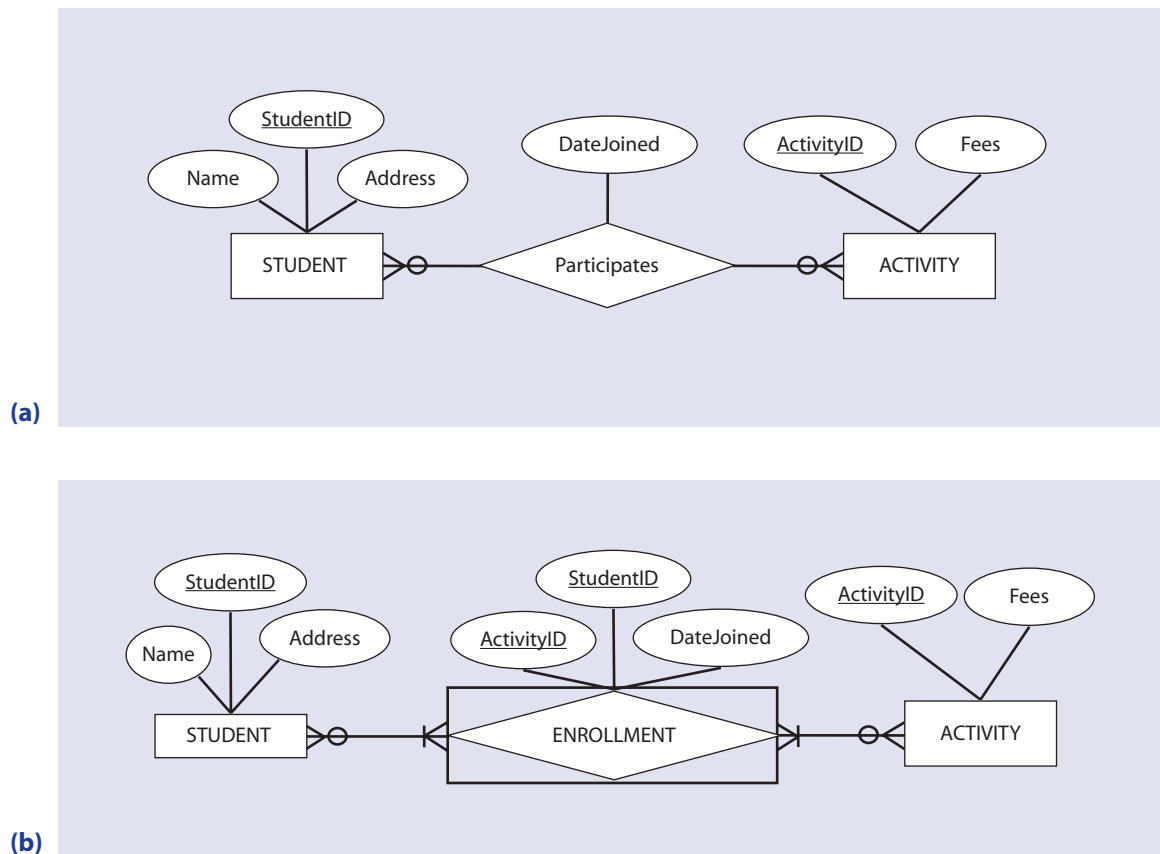 StudentID
DateJoined
ActivityID
Fees
Name
Address
STUDENT
Participates
ACTIVITY
(a)
StudentID
StudentID
ActivityID
Fees
Name
Address
ActivityID
DateJoined
STUDENT
ENROLLMENT
ACTIVITY
(b)